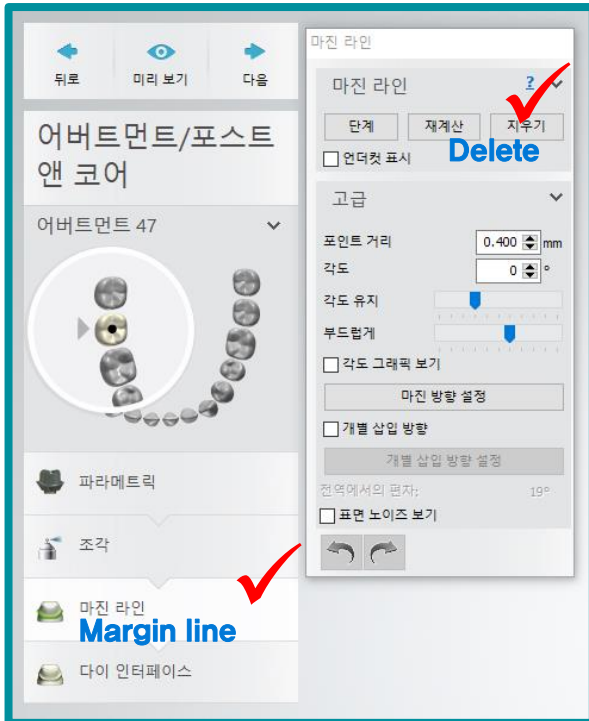 뒤로
미리 보기
다음
어버트먼트/포스트
앤 코어
어버트먼트 47
파라메트릭
조각
마진 라인
Margin line
다이 인터페이스
마진 라인
마진 라인 ?
단계 재계산 지우기
언더컷 표시
Delete
고급
포인트 거리 0.400 mm
각도 0 °
각도 유지
부드럽게
각도 그래픽 보기
마진 방향 설정
개별 삽입 방향
개별 삽입 방향 설정
전역에서의 편차: 19°
표면 노이즈 보기